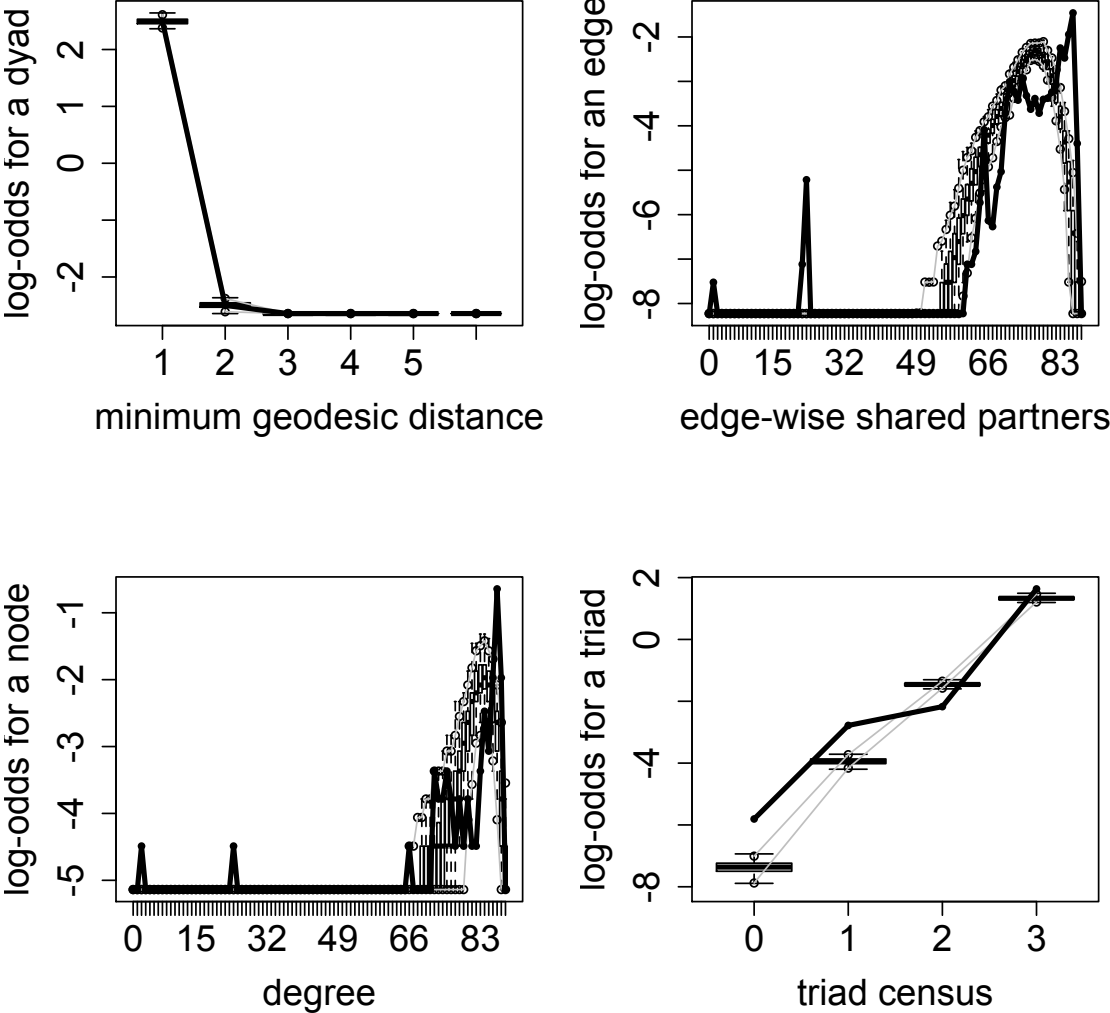 log-odds for a dyad
2
1
0
-2
1 2 3 4 5
minimum geodesic distance
log-odds for an edge
-2
-4
-6
-8
0 15 32 49 66 83
edge-wise shared partners
log-odds for a node
-1
-2
-3
-4
-5
0 15 32 49 66 83
degree
log-odds for a triad
2
0
-4
-8
0 1 2 3
triad census